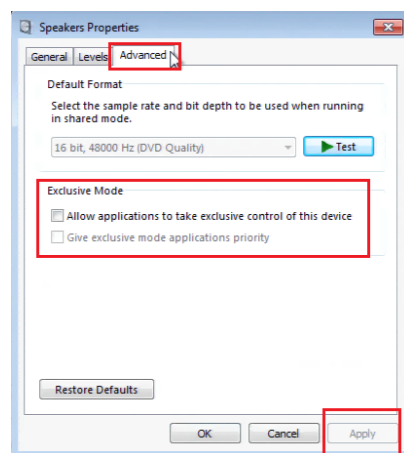 Speakers Properties
General Levels Advanced
Default Format
Select the sample rate and bit depth to be used when running
in shared mode.
16 bit, 48000 Hz (DVD Quality) Test
Exclusive Mode
Allow applications to take exclusive control of this device
Give exclusive mode applications priority
Restore Defaults
OK Cancel Apply